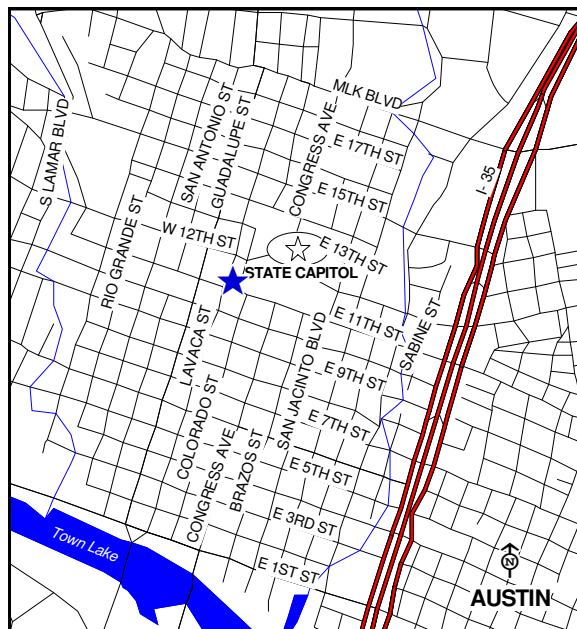 MLK BLVD
S LAMAR BLVD
SAN ANTONIO ST
GUADALUPE ST
CONGRESS AVE
E 17TH ST
I- 35
E 15TH ST
RIO GRANDE ST
W 12TH ST
E 13TH ST
STATE CAPITOL
E 11TH ST
SABINE ST
LAVACA ST
SAN JACINTO BLVD
E 9TH ST
COLORADO ST
E 7TH ST
CONGRESS AVE
BRAZOS ST
E 5TH ST
E 3RD ST
Town Lake
E 1ST ST
N
AUSTIN